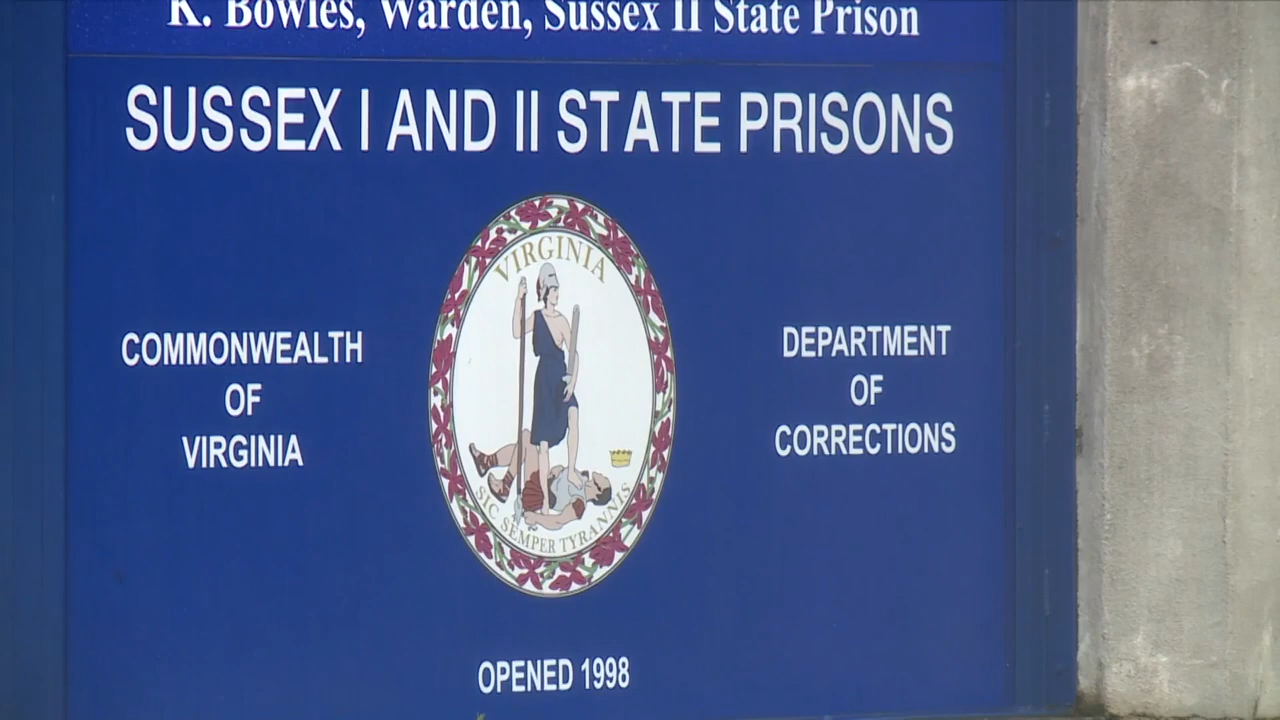 K. Bowles, Warden, Sussex II State Prison
SUSSEX I AND II STATE PRISONS
VIRGINIA
COMMONWEALTH
OF
VIRGINIA
SIC SEMPER TYRANNIS
DEPARTMENT
OF
CORRECTIONS
OPENED 1998